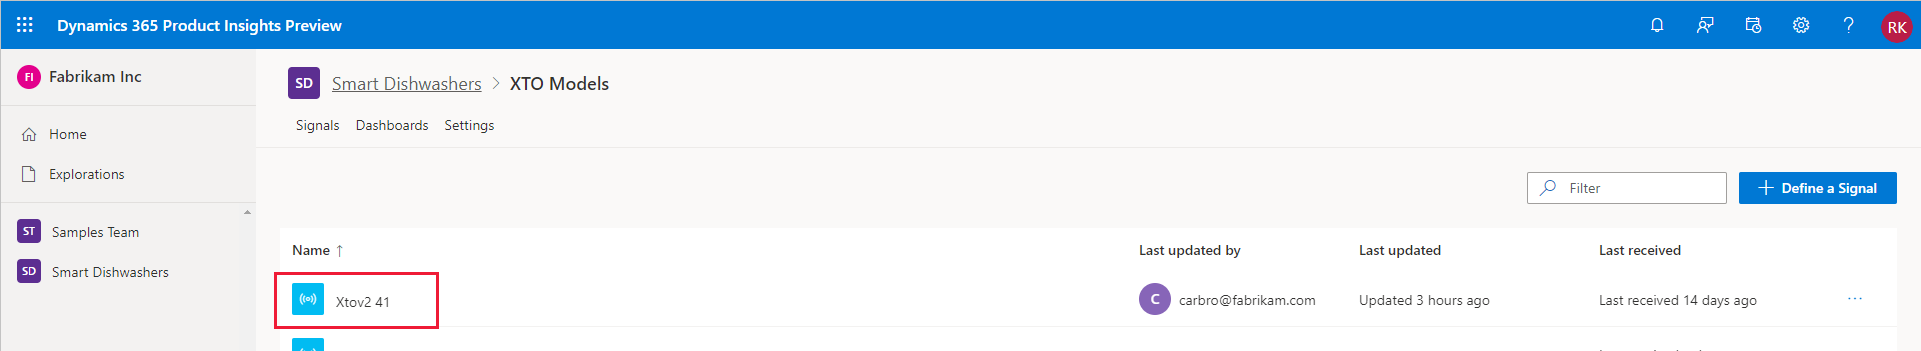 Dynamics 365 Product Insights Preview
RK
FI Fabrikam Inc
Home
Explorations
ST Samples Team
SD Smart Dishwashers
SD Smart Dishwashers > XTO Models
Signals Dashboards Settings
Filter
+ Define a Signal
Name ↑ Last updated by Last updated Last received
Xtov2 41 C carbro@fabrikam.com Updated 3 hours ago Last received 14 days ago ...